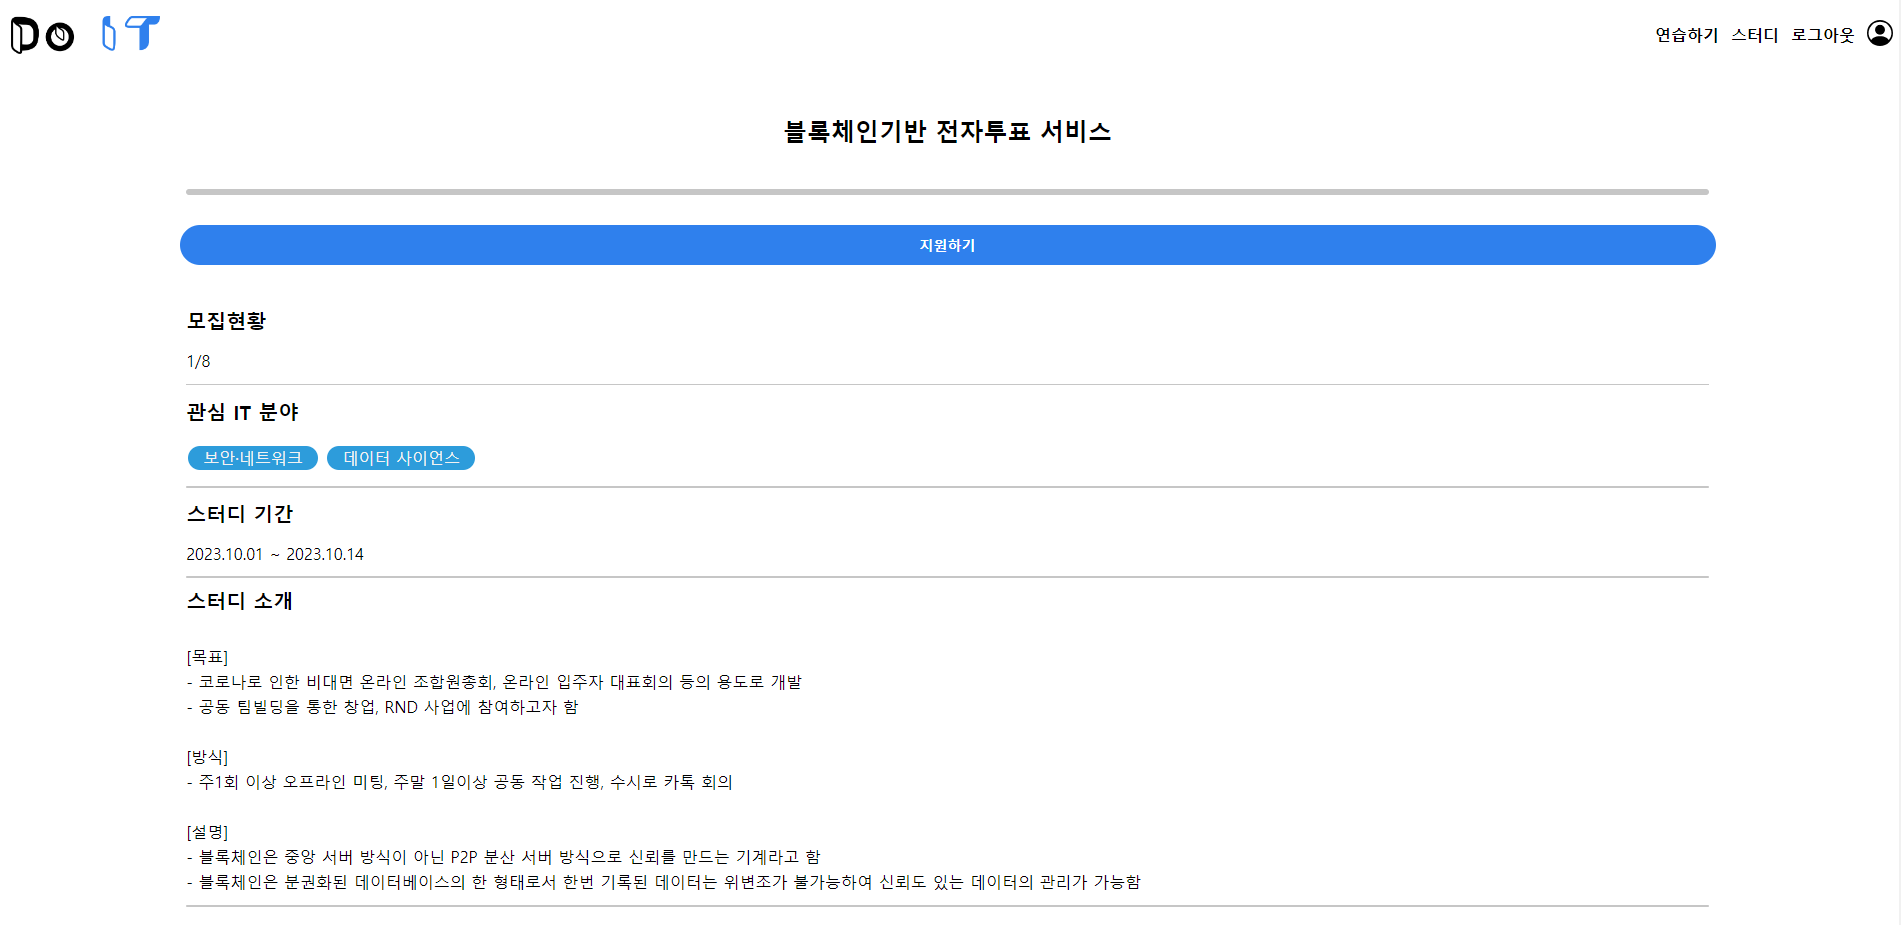 Do IT
연습하기 스터디 로그아웃
블록체인기반 전자투표 서비스
지원하기
모집현황
1/8
관심 IT 분야
보안·네트워크 데이터 사이언스
스터디 기간
2023.10.01 ~ 2023.10.14
스터디 소개
[목표]
- 코로나로 인한 비대면 온라인 조합원총회, 온라인 입주자 대표회의 등의 용도로 개발
- 공동 팀빌딩을 통한 창업, RND 사업에 참여하고자 함
[방식]
- 주1회 이상 오프라인 미팅, 주말 1일이상 공동 작업 진행, 수시로 카톡 회의
[설명]
- 블록체인은 중앙 서버 방식이 아닌 P2P 분산 서버 방식으로 신뢰를 만드는 기계라고 함
- 블록체인은 분권화된 데이터베이스의 한 형태로서 한번 기록된 데이터는 위변조가 불가능하여 신뢰도 있는 데이터의 관리가 가능함